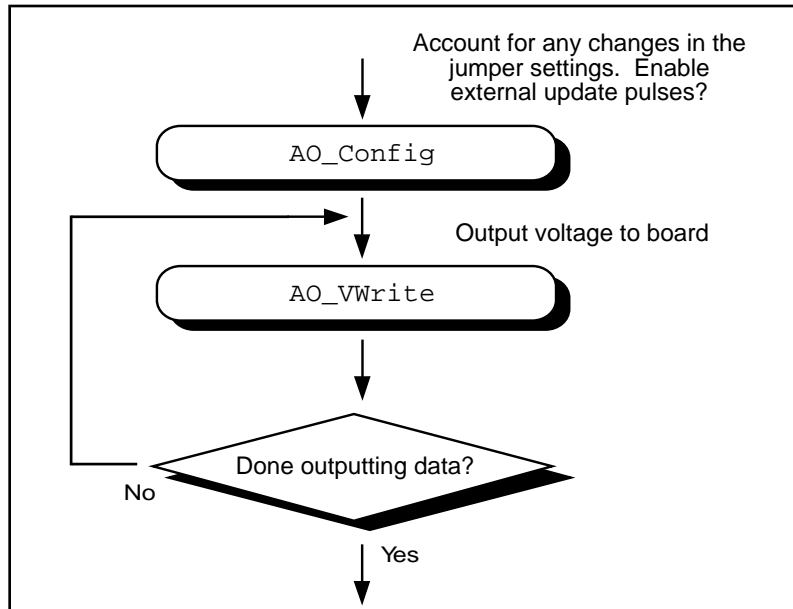 Account for any changes in the
jumper settings.  Enable
external update pulses?
AO_Config
Output voltage to board
AO_VWrite
Done outputting data?
No
Yes